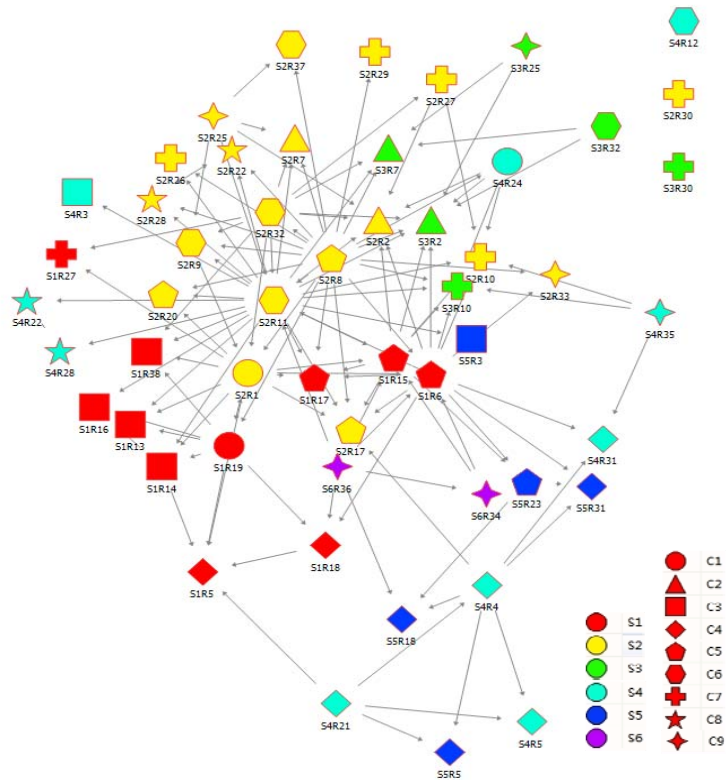 S4R12
S2R37
S2R29
S3R25
S2R27
S2R30
S2R25
S2R22
S2R7
S3R7
S3R32
S2R26
S4R24
S3R30
S4R3
S2R28
S2R32
S2R2
S3R2
S2R9
S2R8
S2R10
S1R27
S2R33
S3R10
S4R22
S2R20
S2R11
S4R35
S5R3
S4R28
S1R38
S1R15
S2R1
S1R17
S1R6
S1R16
S1R13
S2R17
S4R31
S1R19
S1R14
S6R36
S5R23
S5R31
S6R34
S1R18
S1R5
S4R4
S5R18
S4R21
S4R5
S5R5
C1
C2
C3
S1 C4
S2 C5
S3 C6
S4 C7
S5 C8
S6 C9